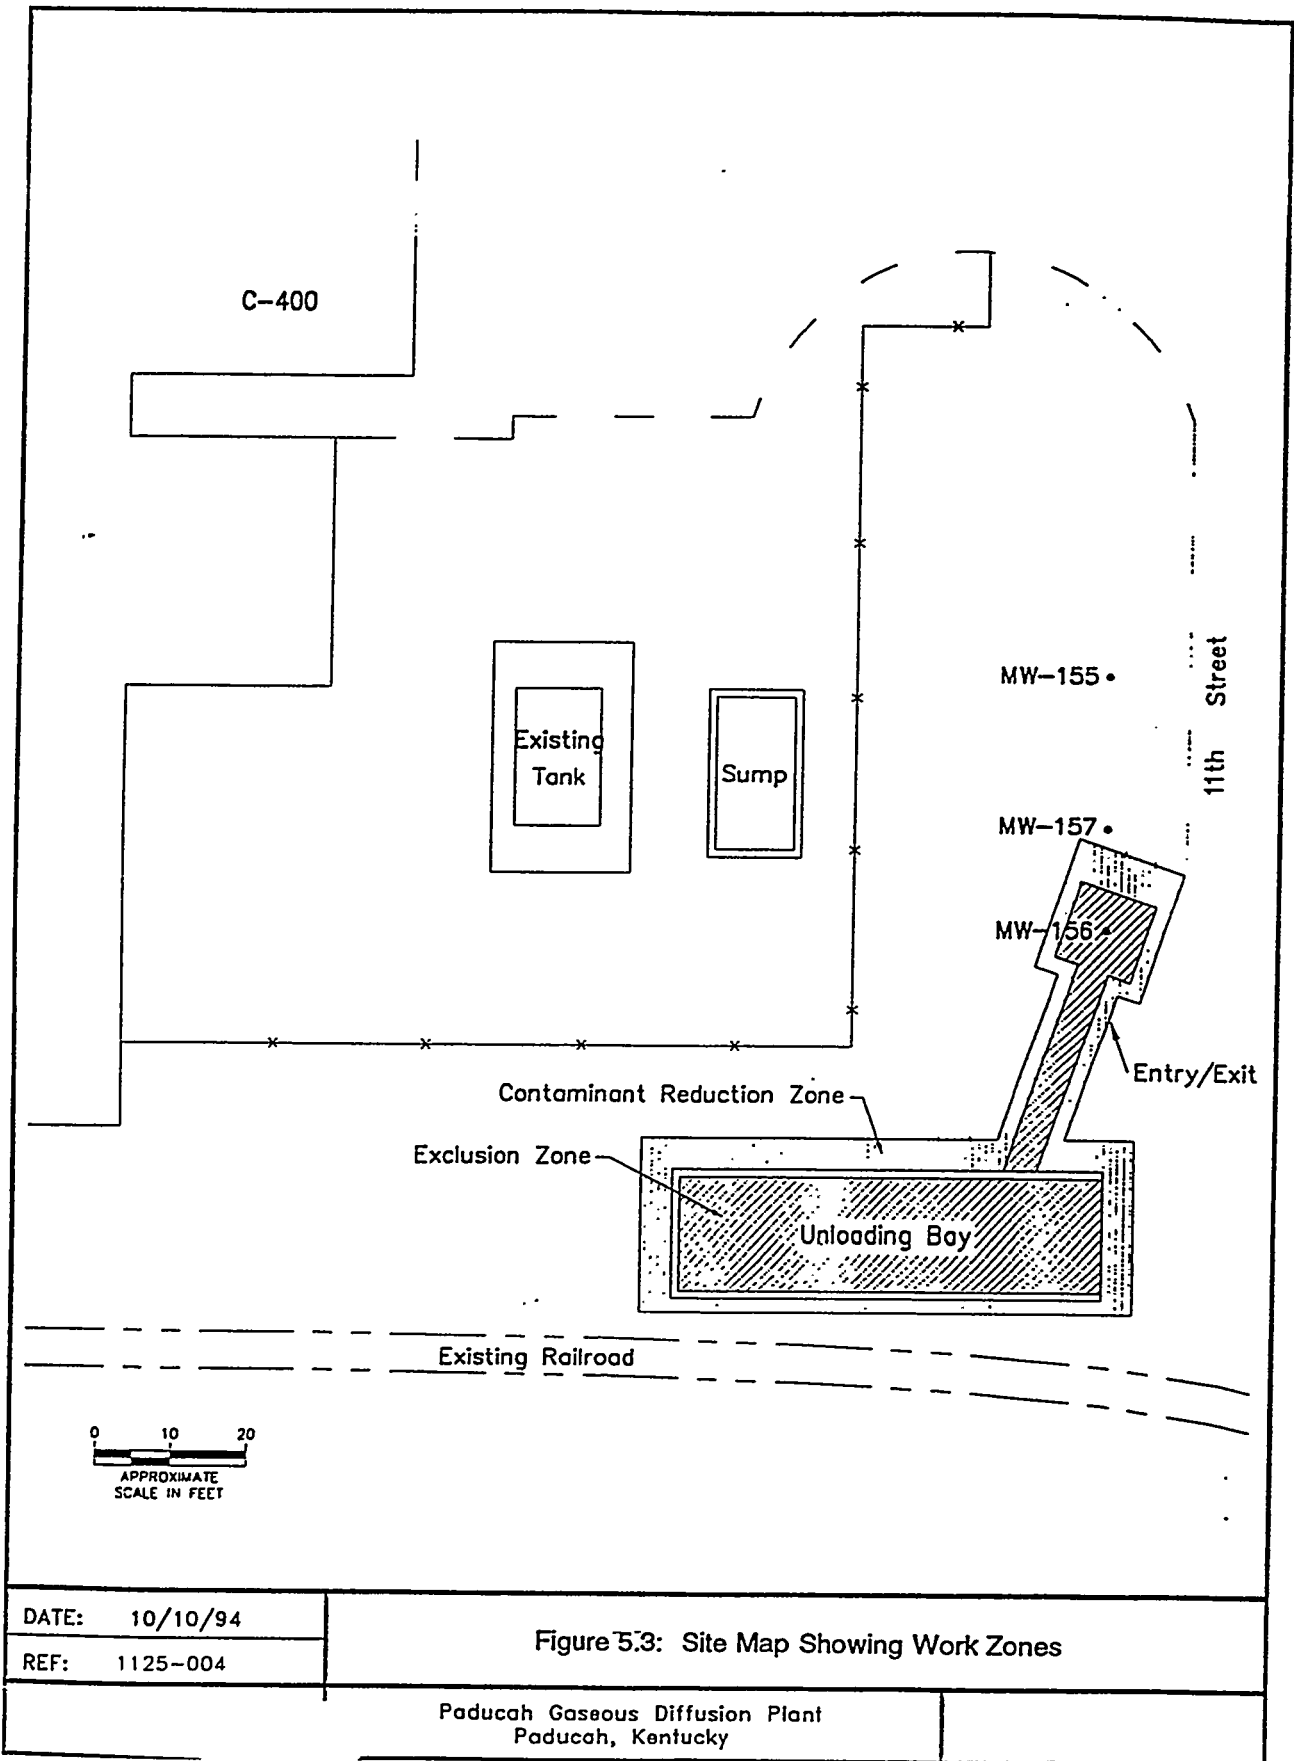 C-400
MW-155
11th Street
Existing
Tank
Sump
MW-157
MW-156
Entry/Exit
Contaminant Reduction Zone
Exclusion Zone
Unloading Bay
Existing Railroad
0 10 20
APPROXIMATE
SCALE IN FEET
DATE: 10/10/94
REF: 1125-004
Figure 5.3: Site Map Showing Work Zones
Paducah Gaseous Diffusion Plant
Paducah, Kentucky